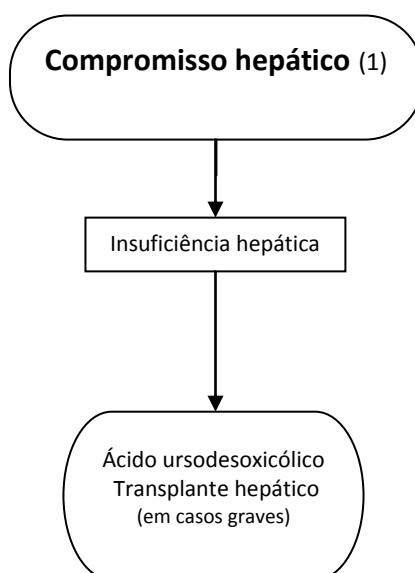 Compromisso hepático (1)
Insuficiência hepática
Ácido ursodesoxicólico
Transplante hepático
(em casos graves)